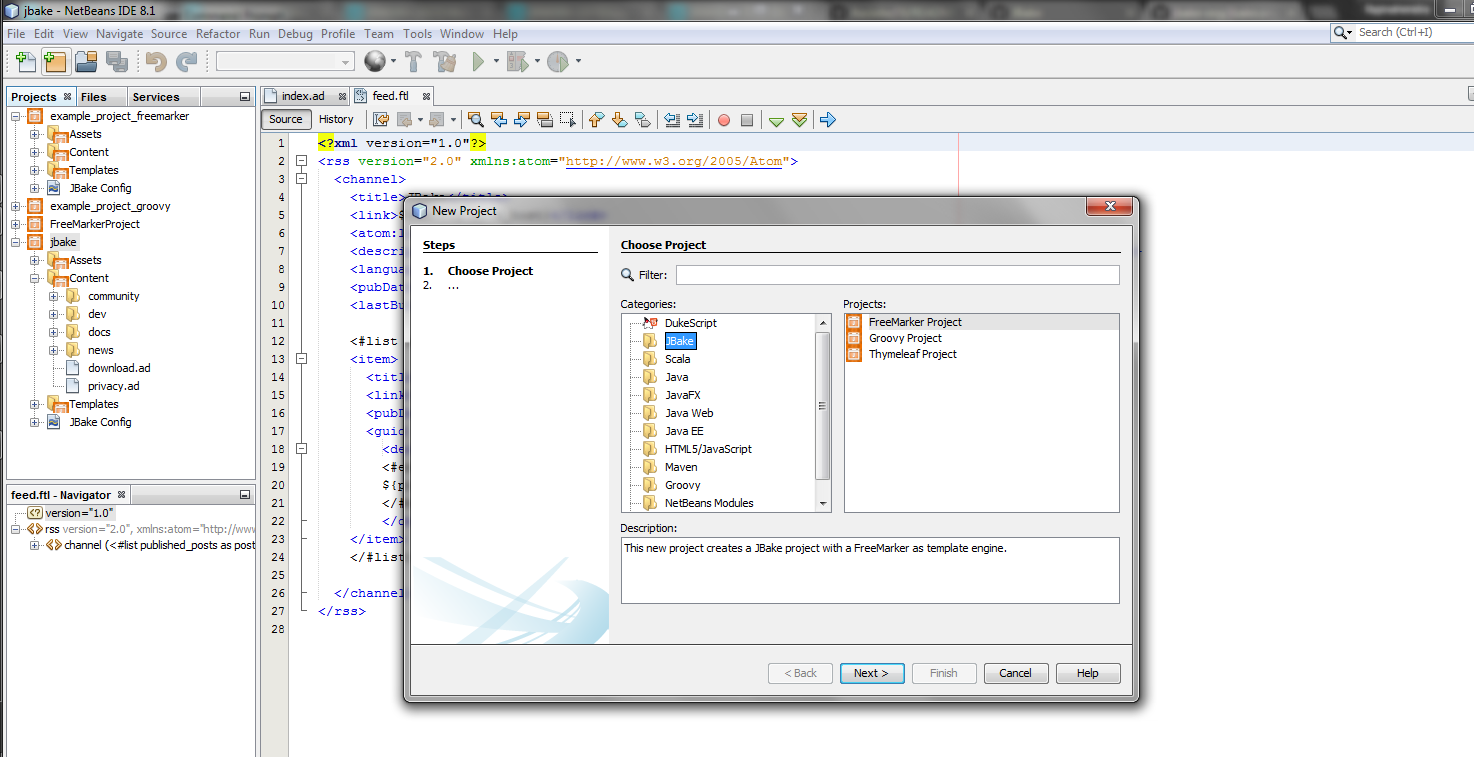 jbake - NetBeans IDE 8.1
File Edit View Navigate Source Refactor Run Debug Profile Team Tools Window Help
Search (Ctrl+I)
Projects Files Services
example_project_freemarker
Assets
Content
Templates
JBake Config
example_project_groovy
FreeMarkerProject
jbake
Assets
Content
community
dev
docs
news
download.ad
privacy.ad
Templates
JBake Config
feed.ftl - Navigator
version="1.0"
rss version="2.0", xmlns:atom="http://www
channel (<#list published_posts as post
index.ad feed.ftl
Source History
1 <?xml version="1.0"?>
2 <rss version="2.0" xmlns:atom="http://www.w3.org/2005/Atom">
3 <channel>
4 <title>JBake</title>
5 <link>$
6 <atom:l
7 <descri
8 <langua
9 <pubDat
10 <lastBu
11
12 <#list
13 <item>
14 <titl
15 <link
16 <pubD
17 <guid
18 <de
19 <#e
20 ${p
21 </#
22 </d
23 </item>
24 </#list
25
26 </channel
27 </rss>
28
New Project
Steps
1. Choose Project
2. ...
Choose Project
Filter:
Categories:
DukeScript
JBake
Scala
Java
JavaFX
Java Web
Java EE
HTML5/JavaScript
Maven
Groovy
NetBeans Modules
Projects:
FreeMarker Project
Groovy Project
Thymeleaf Project
Description:
This new project creates a JBake project with a FreeMarker as template engine.
< Back Next > Finish Cancel Help